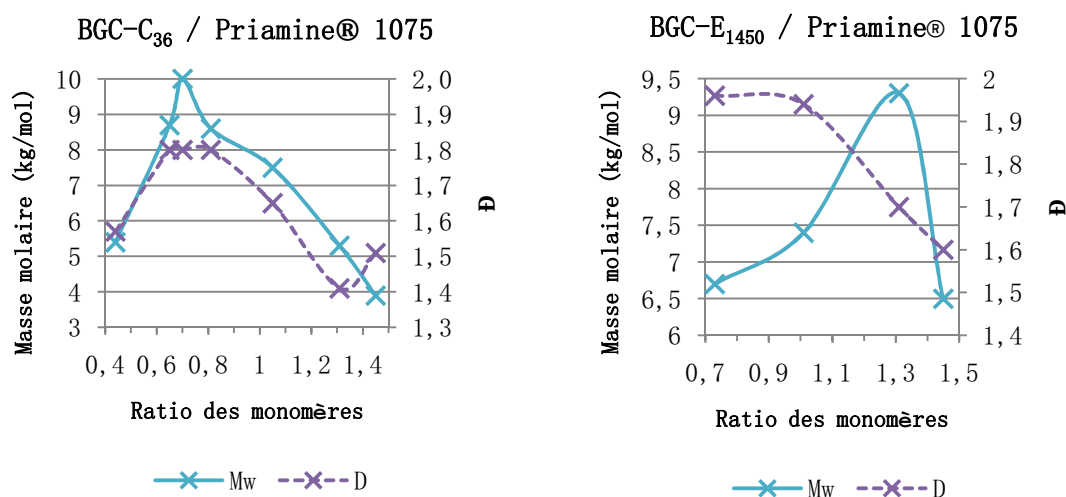 BGC-C36 / Priamine® 1075
Masse molaire (kg/mol)
10
9
8
7
6
5
4
3
2,0
1,9
1,8
1,7
1,6
1,5
1,4
1,3
Đ
0,4 0,6 0,8 1 1,2 1,4
Ratio des monomères
Mw D
BGC-E1450 / Priamine® 1075
Masse molaire (kg/mol)
9,5
9
8,5
8
7,5
7
6,5
6
2
1,9
1,8
1,7
1,6
1,5
1,4
Đ
0,7 0,9 1,1 1,3 1,5
Ratio des monomères
Mw D